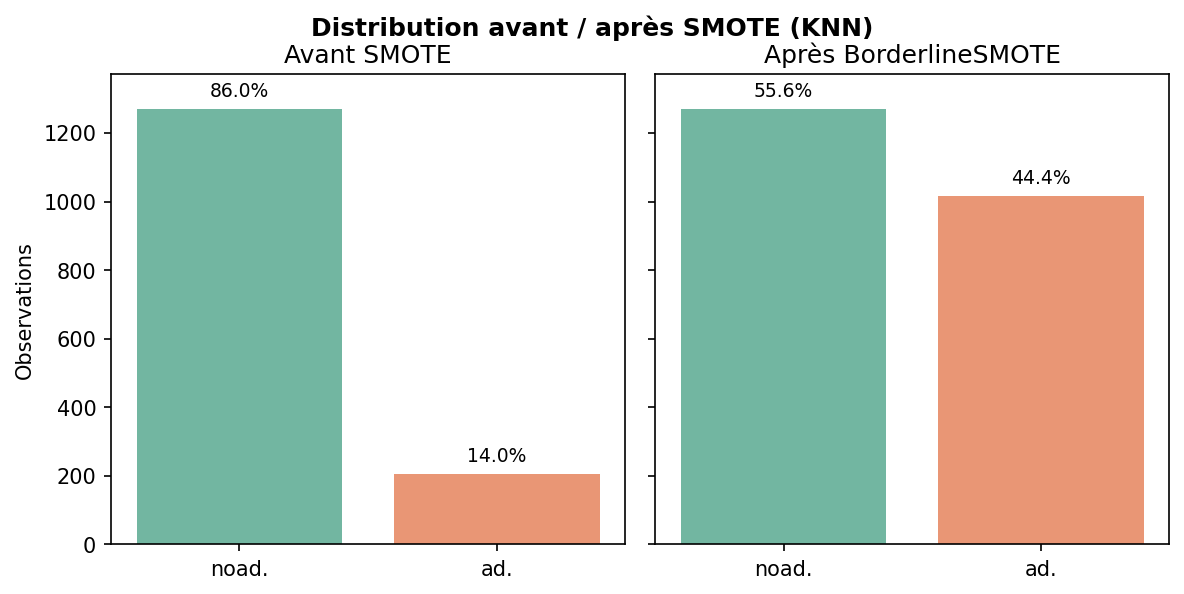 Distribution avant / après SMOTE (KNN)
Avant SMOTE
Après BorderlineSMOTE
Observations
1200
1000
800
600
400
200
0
86.0%
14.0%
noad.
ad.
55.6%
44.4%
noad.
ad.